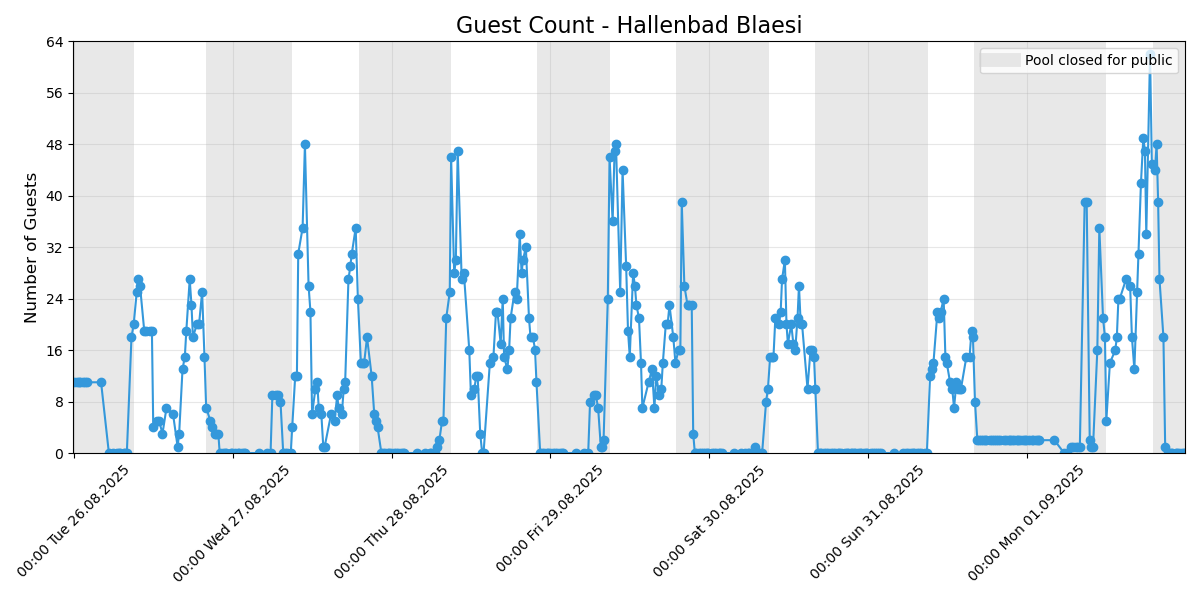 Guest Count - Hallenbad Blaesi
Pool closed for public
Number of Guests
64
56
48
40
32
24
16
8
0
00:00 Tue 26.08.2025
00:00 Wed 27.08.2025
00:00 Thu 28.08.2025
00:00 Fri 29.08.2025
00:00 Sat 30.08.2025
00:00 Sun 31.08.2025
00:00 Mon 01.09.2025